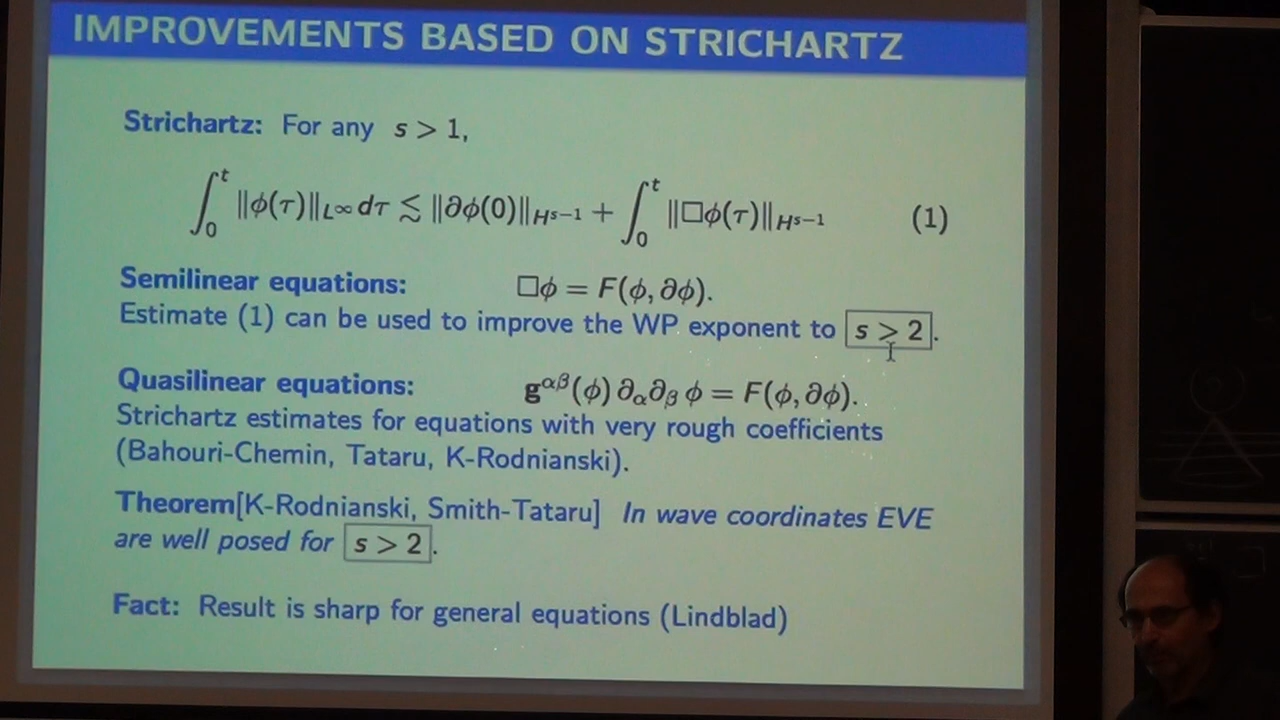 IMPROVEMENTS BASED ON STRICHARTZ
Strichartz: For any s > 1,
∫₀ᵗ ‖ϕ(τ)‖_{L^∞} dτ ≲ ‖∂ϕ(0)‖_{H^{s−1}} + ∫₀ᵗ ‖□ϕ(τ)‖_{H^{s−1}} (1)
Semilinear equations: □ϕ = F(ϕ, ∂ϕ).
Estimate (1) can be used to improve the WP exponent to s > 2.
Quasilinear equations: g^{αβ}(ϕ) ∂_α∂_β ϕ = F(ϕ, ∂ϕ).
Strichartz estimates for equations with very rough coefficients
(Bahouri-Chemin, Tataru, K-Rodnianski).
Theorem[K-Rodnianski, Smith-Tataru] In wave coordinates EVE
are well posed for s > 2.
Fact: Result is sharp for general equations (Lindblad)